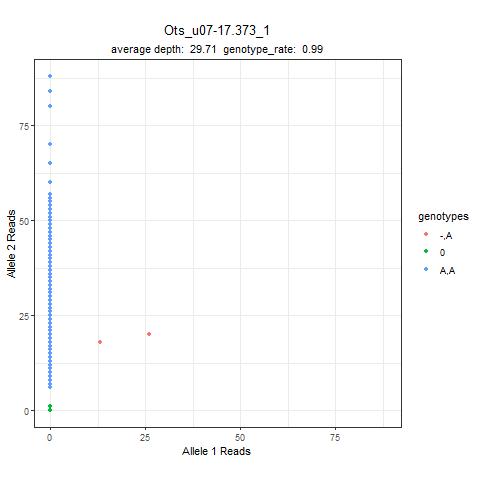 Ots_u07-17.373_1
average depth:  29.71  genotype_rate:  0.99
Allele 2 Reads
75
50
25
0
0 25 50 75
Allele 1 Reads
genotypes
-,A
0
A,A